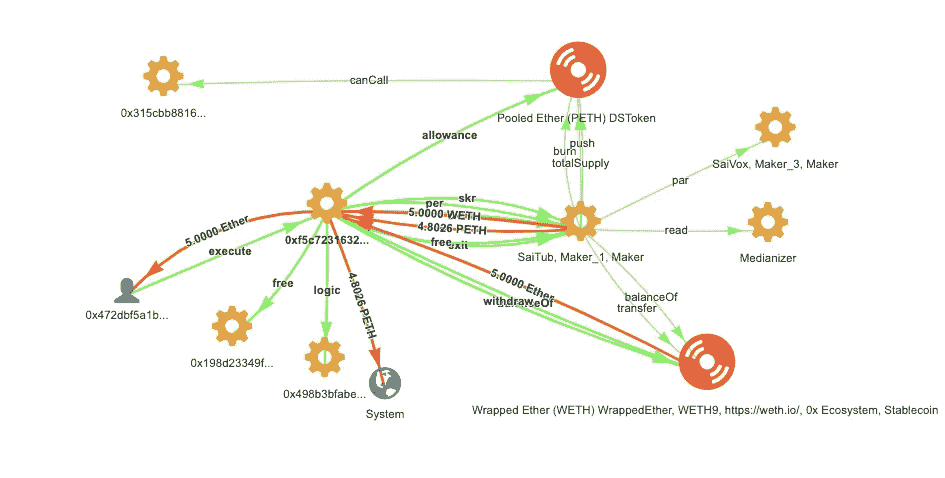 canCall
0x315cbb8816...
Pooled Ether (PETH) DSToken
allowance
push
burn
totalSupply
SaiVox, Maker_3, Maker
par
skr
per
5.0000 WETH
4.8026 PETH
free
exit
0xf5c7231632...
5.0000 Ether
execute
read
SaiTub, Maker_1, Maker
Medianizer
free
logic
5.0000 Ether
withdraw
balanceOf
transfer
0x472dbf5a1b...
4.8026 PETH
0x198d23349f...
0x498b3bfabe...
System
Wrapped Ether (WETH) WrappedEther, WETH9, https://weth.io/, 0x Ecosystem, Stablecoin